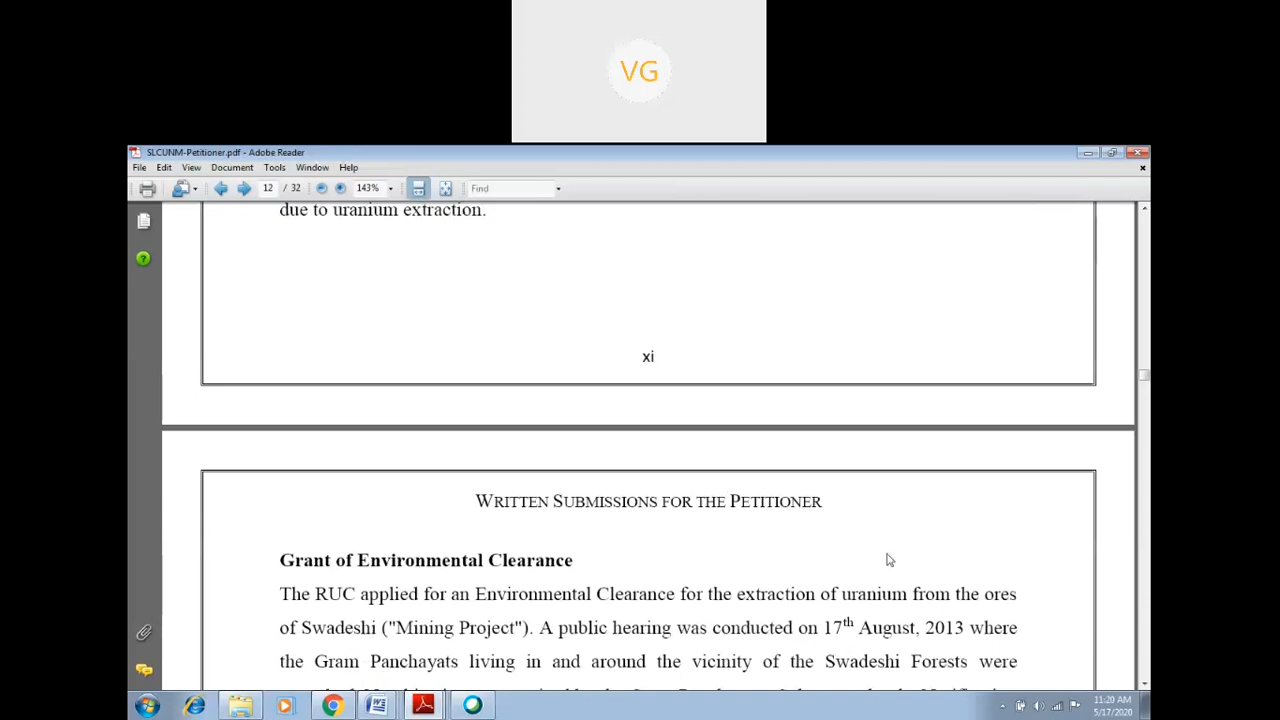 VG
SLCUNM-Petitioner.pdf - Adobe Reader
File Edit View Document Tools Window Help
12 / 32 143% Find
due to uranium extraction.
xi
WRITTEN SUBMISSIONS FOR THE PETITIONER
Grant of Environmental Clearance
The RUC applied for an Environmental Clearance for the extraction of uranium from the ores
of Swadeshi ("Mining Project"). A public hearing was conducted on 17th August, 2013 where
the Gram Panchayats living in and around the vicinity of the Swadeshi Forests were
11:20 AM
5/17/2020